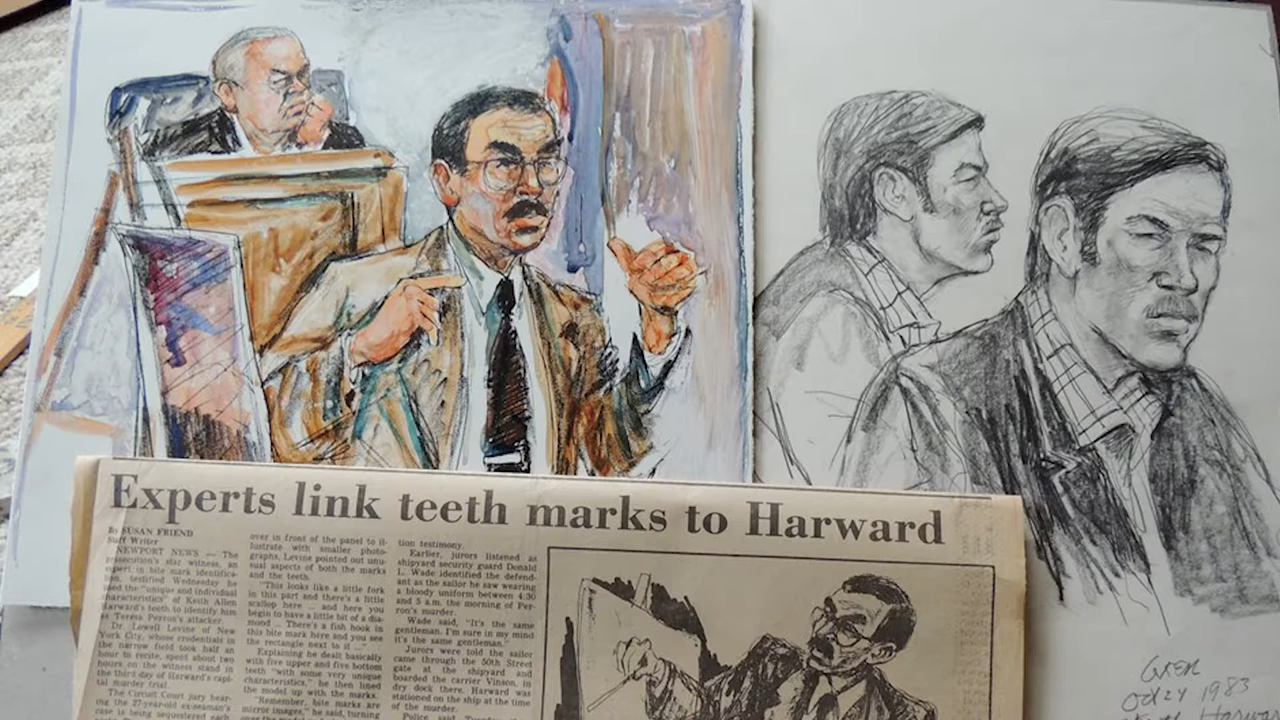 Experts link teeth marks to Harward
By SUSAN FRIEND
Staff Writer
NEWPORT NEWS — The
prosecution's star witness, an
expert in bite mark identifica-
tion, testified Wednesday he
used the "unique and individual
characteristics" of Keith Allen
Harward's teeth to identify him
as Teresa Perron's attacker.
Dr. Lowell Levine of New
York City, whose credentials in
the narrow field took half an
hour to recite, spent about two
hours on the witness stand in
the third day of Harward's capi-
tal murder trial.
The Circuit Court jury hear-
ing the 27-year-old ex-seaman's
case is being sequestered each
over in front of the panel to il-
lustrate with smaller photo-
graphs, Levine pointed out unu-
sual aspects of both the marks
and the teeth.
"This looks like a little fork
in this part and there's a little
scallop here ... and here you
begin to have a little bit of a dia-
mond ... There's a fish hook in
this bite mark here and you see
the rectangle next to it ..."
Explaining he dealt basically
with five upper and five bottom
teeth "with some very unique
characteristics," he then lined
the model up with the marks.
"Remember, bite marks are
mirror images," he said, turning
tion testimony.
Earlier, jurors listened as
shipyard security guard Donald
L. Wade identified the defend-
ant as the sailor he saw wearing
a bloody uniform between 4:30
and 5 a.m. the morning of Per-
ron's murder.
Wade said, "It's the same
gentleman. I'm sure in my mind
it's the same gentleman."
Jurors were told the sailor
came through the 50th Street
gate at the shipyard and
boarded the carrier Vinson, in
dry dock there. Harward was
stationed on the ship at the time
of the murder.
Oct 24 1983